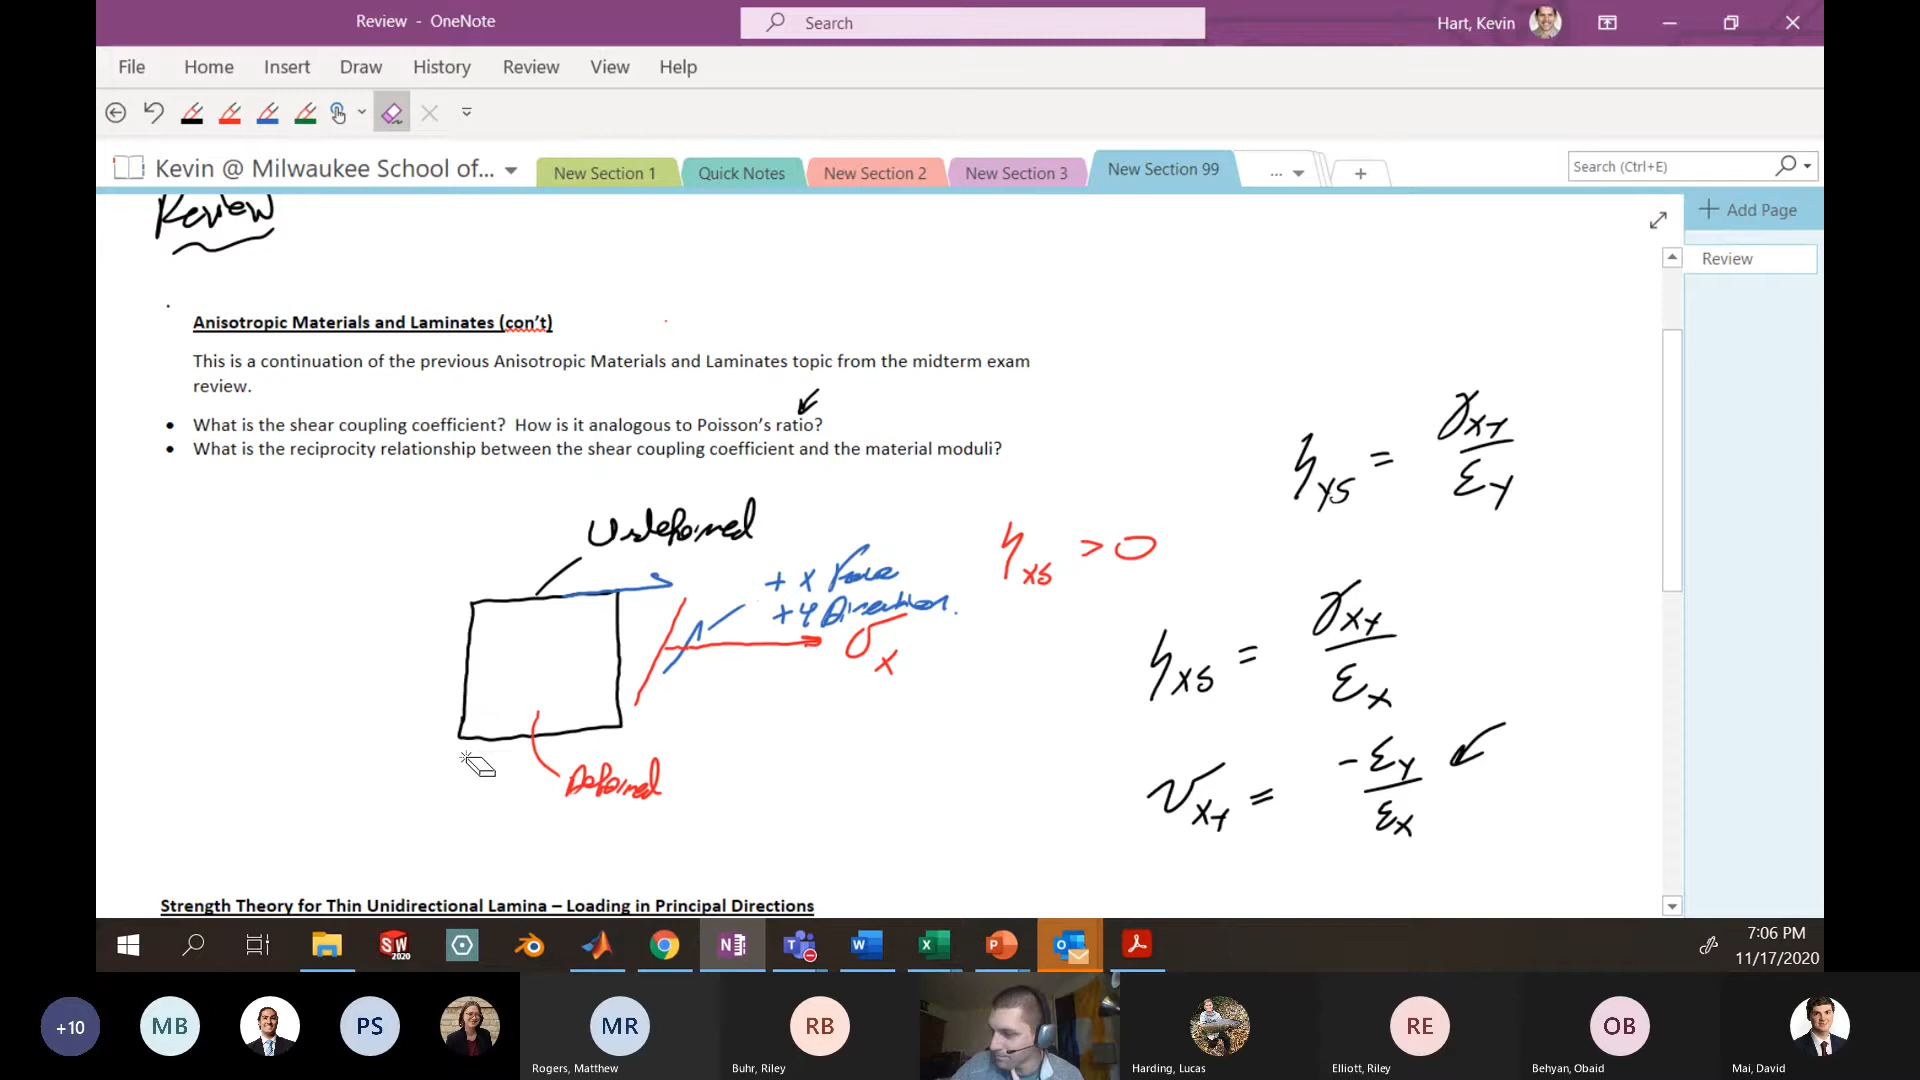 Review - OneNote
Search
Hart, Kevin
File Home Insert Draw History Review View Help
Kevin @ Milwaukee School of...
New Section 1
Quick Notes
New Section 2
New Section 3
New Section 99
...
Search (Ctrl+E)
Add Page
Review
Review
Anisotropic Materials and Laminates (con't)
This is a continuation of the previous Anisotropic Materials and Laminates topic from the midterm exam
review.
• What is the shear coupling coefficient? How is it analogous to Poisson's ratio?
• What is the reciprocity relationship between the shear coupling coefficient and the material moduli?
Undeformed
+ x Face
+ y Direction.
σx
Deformed
ηxs > 0
ηys = γxy / εy
ηxs = γxy / εx
νxy = -εy / εx
Strength Theory for Thin Unidirectional Lamina – Loading in Principal Directions
SW
2020
N
T
W
X
P
O
7:06 PM
11/17/2020
+10
MB
PS
MR
RB
RE
OB
Rogers, Matthew
Buhr, Riley
Harding, Lucas
Elliott, Riley
Behyan, Obaid
Mai, David